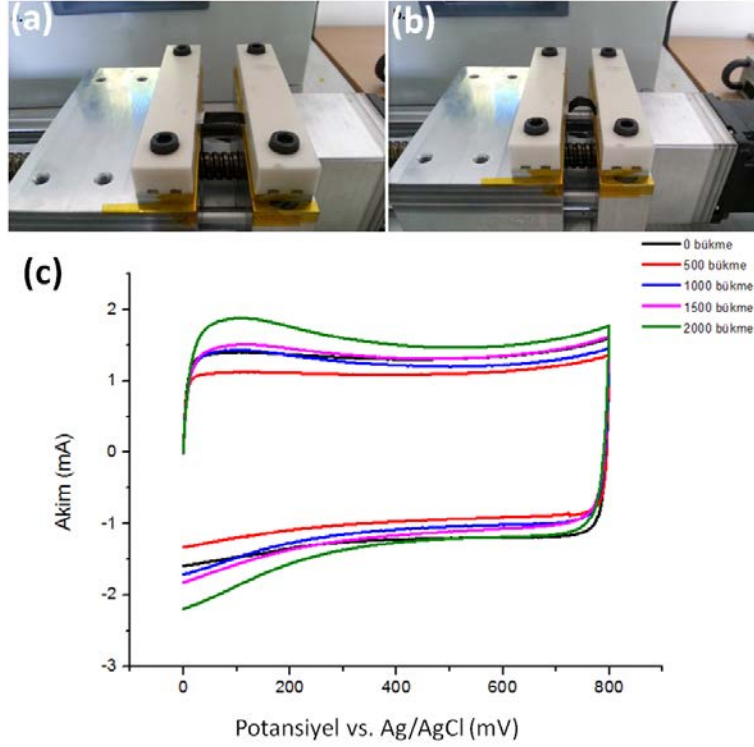 (a)
(b)
(c)
0 bükme
500 bükme
1000 bükme
1500 bükme
2000 bükme
2
1
0
-1
-2
-3
Akim (mA)
0 200 400 600 800
Potansiyel vs. Ag/AgCl (mV)